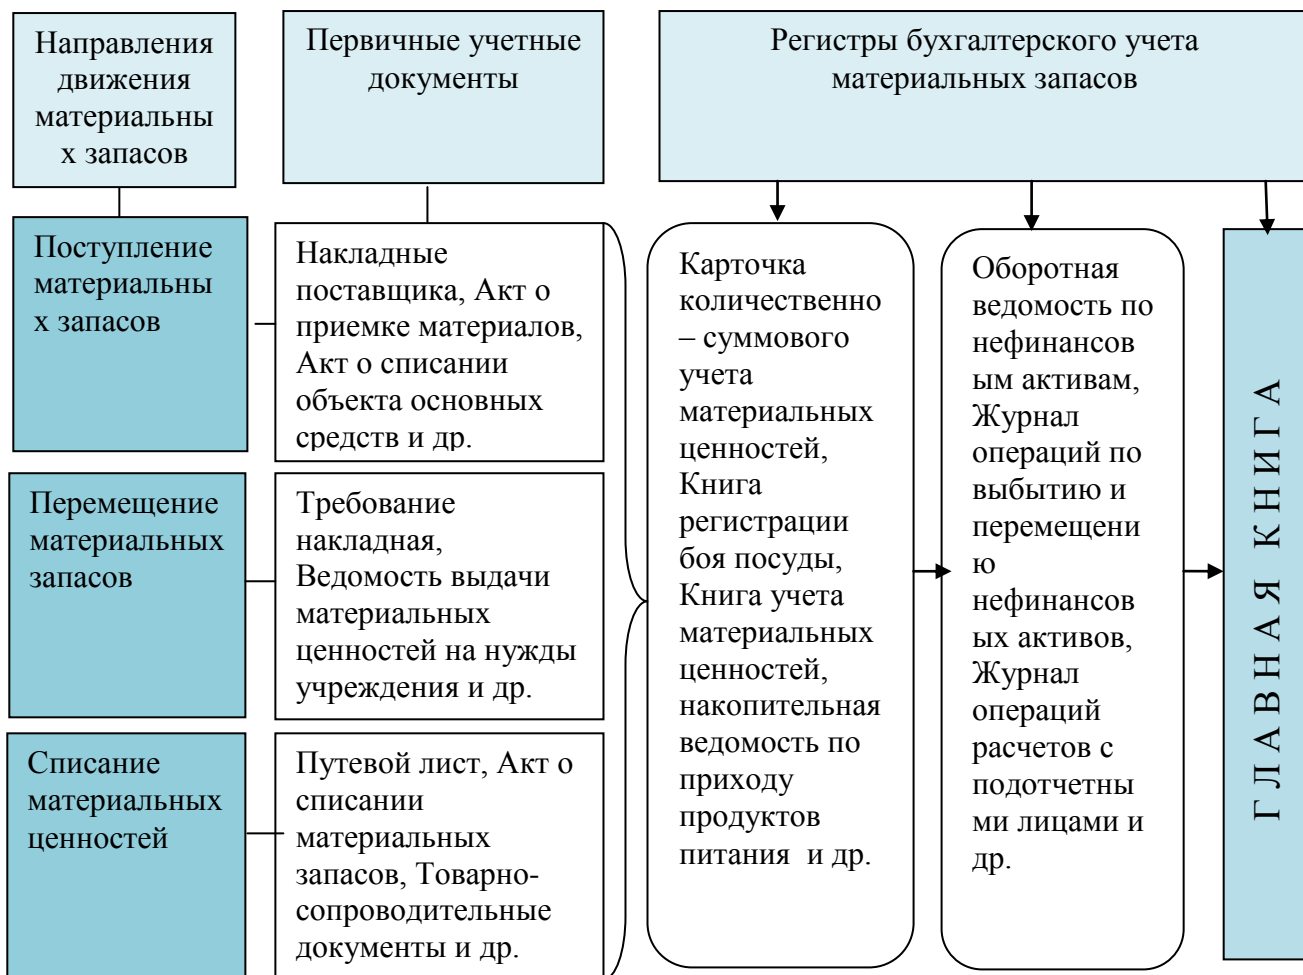 Направления
движения
материальны
х запасов
Первичные учетные
документы
Регистры бухгалтерского учета
материальных запасов
Поступление
материальны
х запасов
Накладные
поставщика, Акт о
приемке материалов,
Акт о списании
объекта основных
средств и др.
Перемещение
материальных
запасов
Требование
накладная,
Ведомость выдачи
материальных
ценностей на нужды
учреждения и др.
Списание
материальных
ценностей
Путевой лист, Акт о
списании
материальных
запасов, Товарно-
сопроводительные
документы и др.
Карточка
количественно
– суммового
учета
материальных
ценностей,
Книга
регистрации
боя посуды,
Книга учета
материальных
ценностей,
накопительная
ведомость по
приходу
продуктов
питания  и др.
Оборотная
ведомость по
нефинансов
ым активам,
Журнал
операций по
выбытию и
перемещени
ю
нефинансов
ых активов,
Журнал
операций
расчетов с
подотчетны
ми лицами и
др.
Г Л А В Н А Я  К Н И Г А